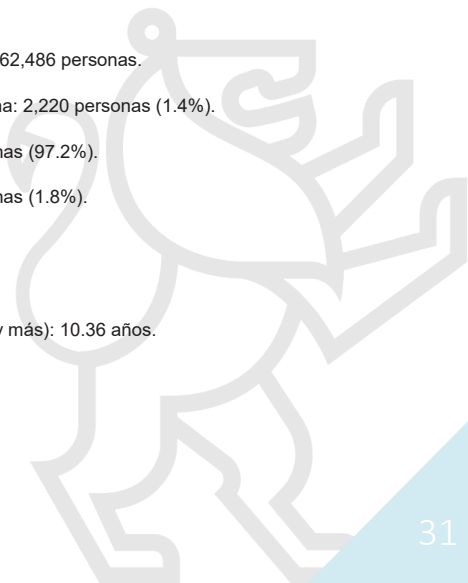 62,486 personas.
na: 2,220 personas (1.4%).
nas (97.2%).
nas (1.8%).
y más): 10.36 años.
31